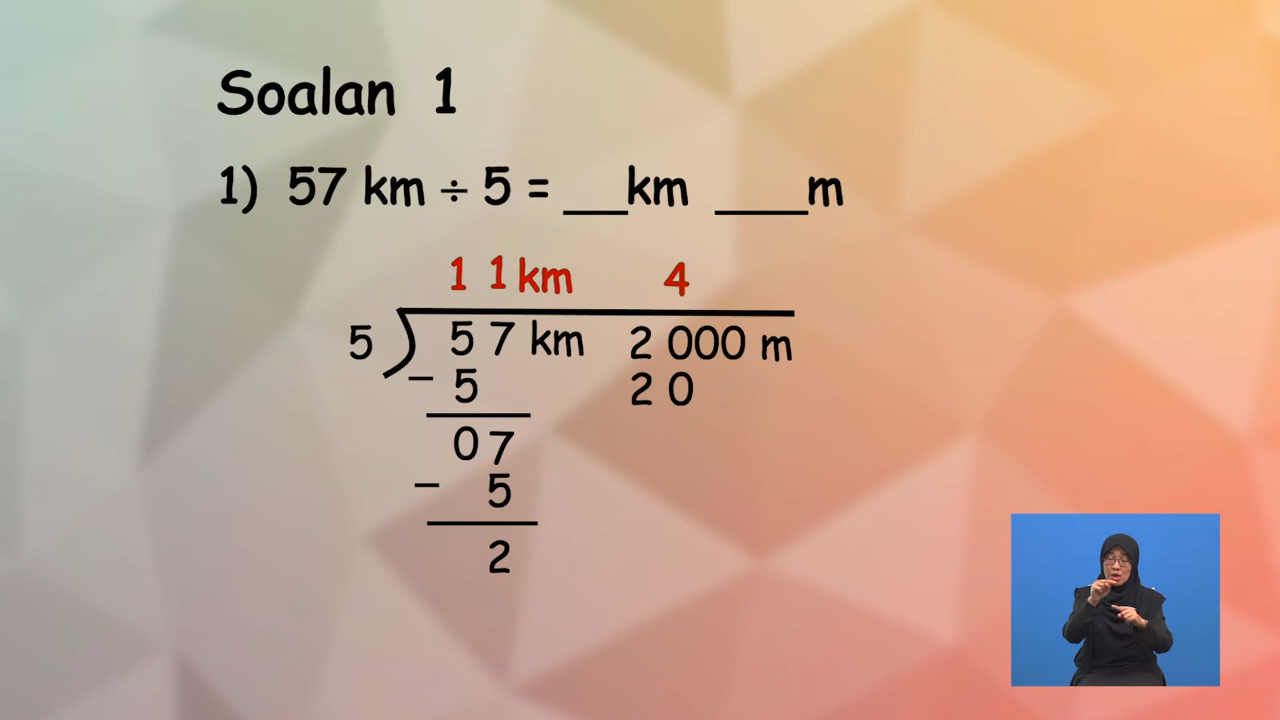 Soalan 1
1) 57 km ÷ 5 = ___km ____m
1 1 km 4
5 ) 5 7 km 2 000 m
− 5 2 0
0 7
− 5
2